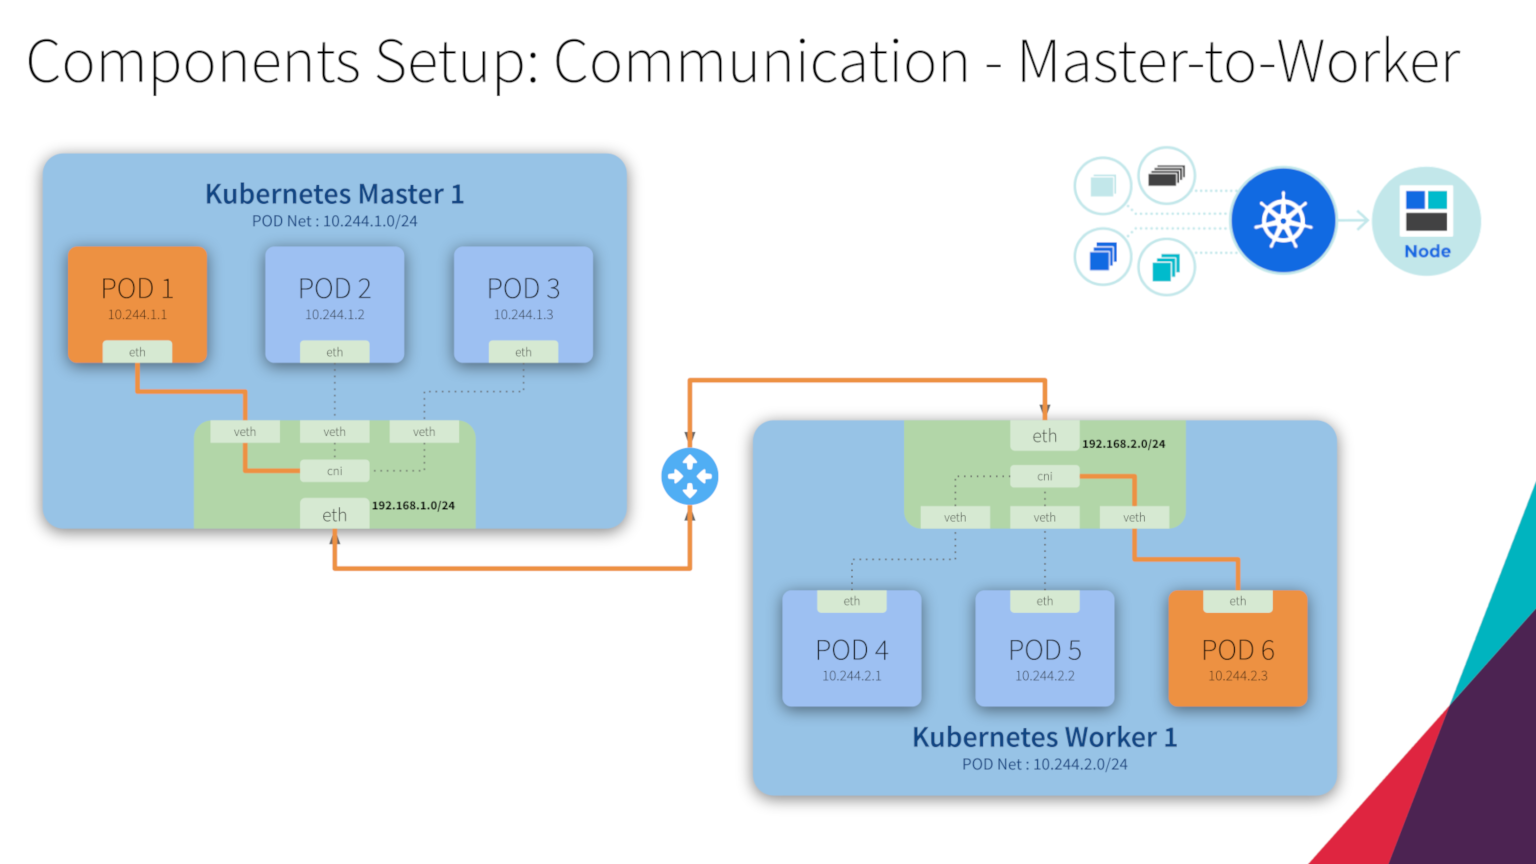 Components Setup: Communication - Master-to-Worker
Kubernetes Master 1
POD Net : 10.244.1.0/24
POD 1
10.244.1.1
eth
POD 2
10.244.1.2
eth
POD 3
10.244.1.3
eth
veth
veth
veth
cni
eth
192.168.1.0/24
Node
eth
192.168.2.0/24
cni
veth
veth
veth
eth
POD 4
10.244.2.1
eth
POD 5
10.244.2.2
eth
POD 6
10.244.2.3
Kubernetes Worker 1
POD Net : 10.244.2.0/24